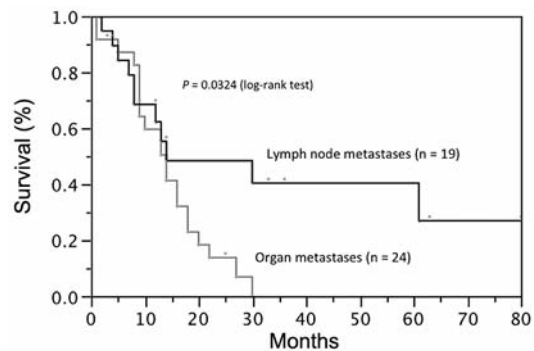 1.0
P = 0.0324 (log-rank test)
0.8
0.6
Lymph node metastases (n = 19)
0.4
0.2
Organ metastases (n = 24)
0.0
Survival (%)
0 10 20 30 40 50 60 70 80
Months